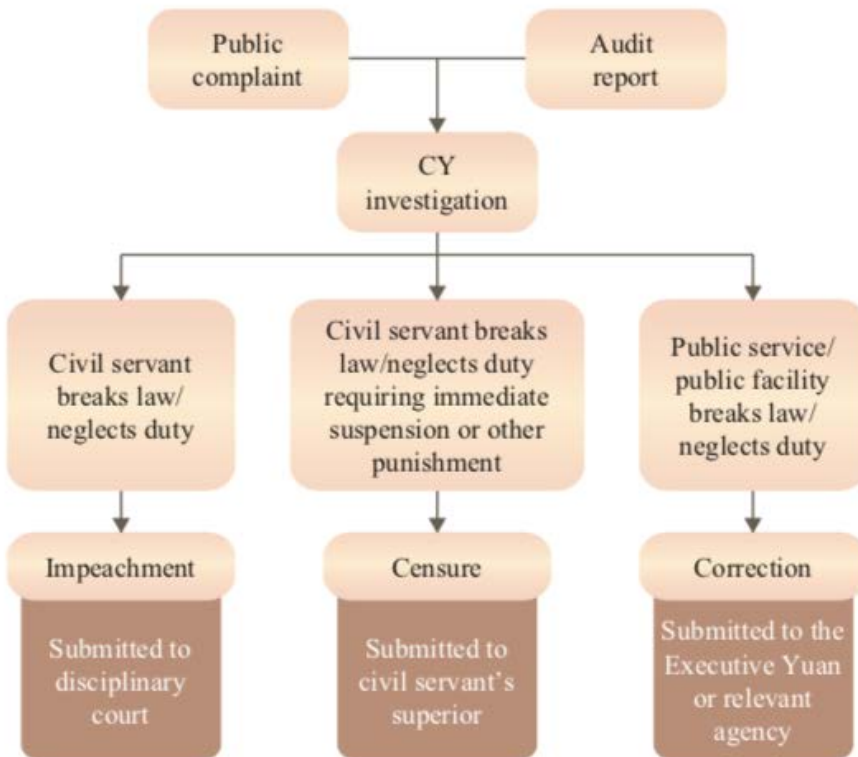 Public
complaint
Audit
report
CY
investigation
Civil servant
breaks law/
neglects duty
Civil servant breaks
law/neglects duty
requiring immediate
suspension or other
punishment
Public service/
public facility
breaks law/
neglects duty
Impeachment
Submitted to
disciplinary
court
Censure
Submitted to
civil servant’s
superior
Correction
Submitted to the
Executive Yuan
or relevant
agency